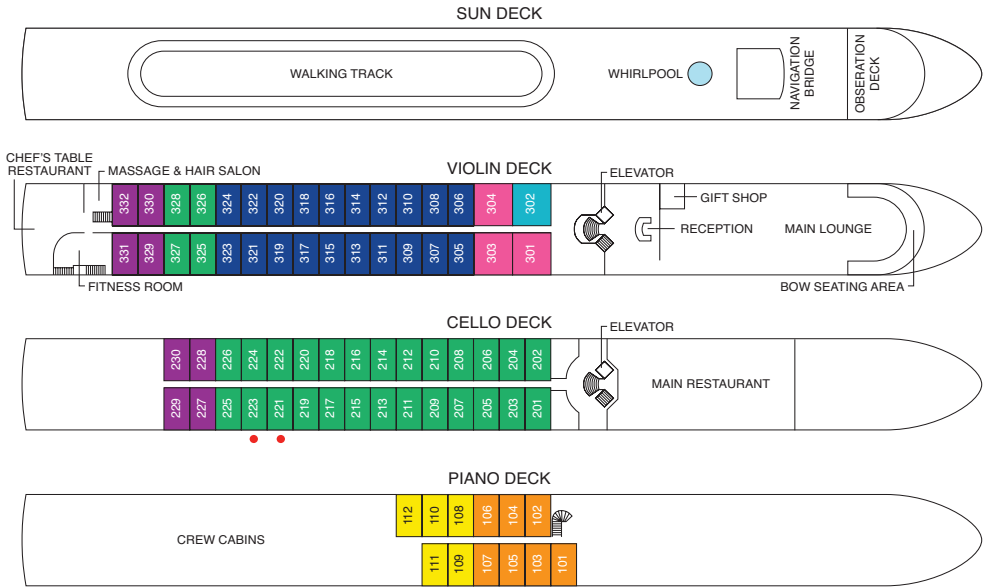 SUN DECK
WALKING TRACK
WHIRLPOOL
NAVIGATION
BRIDGE
OBSERATION
DECK
CHEF'S TABLE
RESTAURANT
MASSAGE & HAIR SALON
VIOLIN DECK
ELEVATOR
332 330 328 326 324 322 320 318 316 314 312 310 308 306 304 302
GIFT SHOP
RECEPTION
MAIN LOUNGE
331 329 327 325 323 321 319 317 315 313 311 309 307 305 303 301
FITNESS ROOM
BOW SEATING AREA
CELLO DECK
ELEVATOR
230 228 226 224 222 220 218 216 214 212 210 208 206 204 202
MAIN RESTAURANT
229 227 225 223 221 219 217 215 213 211 209 207 205 203 201
PIANO DECK
112 110 108 106 104 102
CREW CABINS
111 109 107 105 103 101